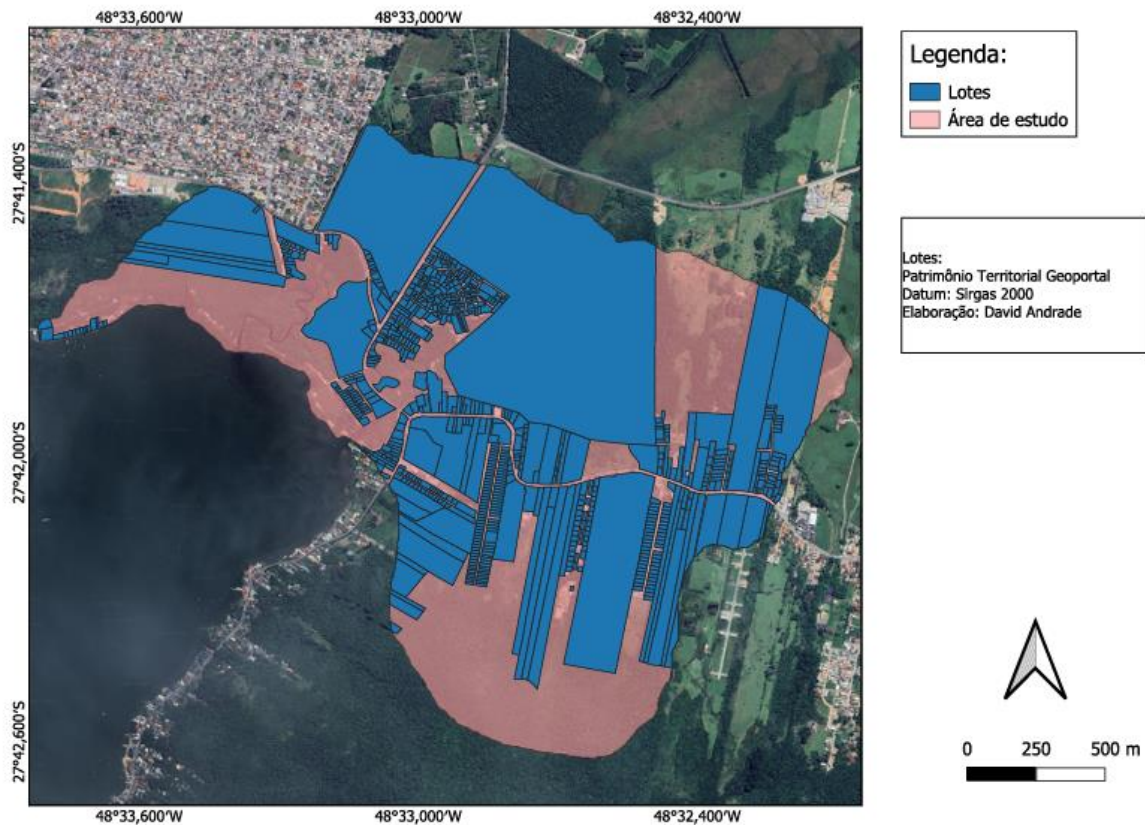 48°33,600'W 48°33,000'W 48°32,400'W
27°41,400'S
27°42,000'S
27°42,600'S
48°33,600'W 48°33,000'W 48°32,400'W
Legenda:
Lotes
Área de estudo
Lotes:
Patrimônio Territorial Geoportal
Datum: Sirgas 2000
Elaboração: David Andrade
0 250 500 m